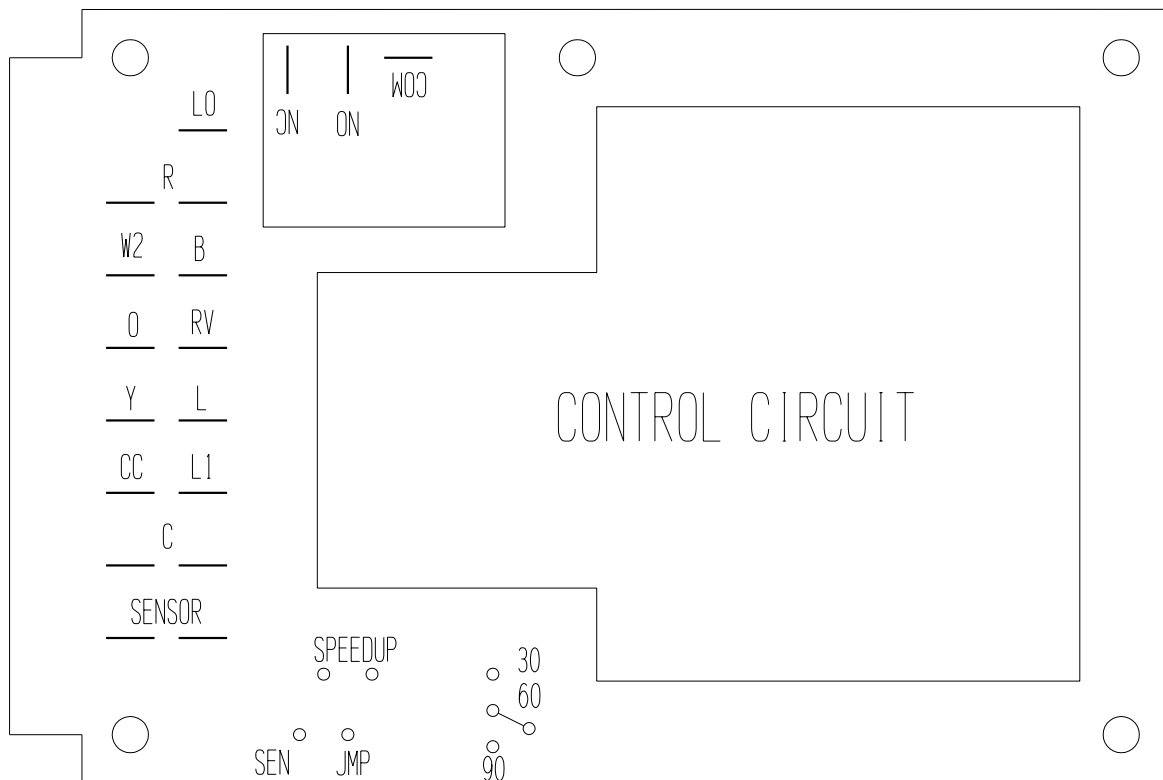 LO
NC NO COM
R
W2 B
O RV
Y L
CONTROL CIRCUIT
CC L1
C
SENSOR
SPEEDUP
30
60
90
SEN JMP